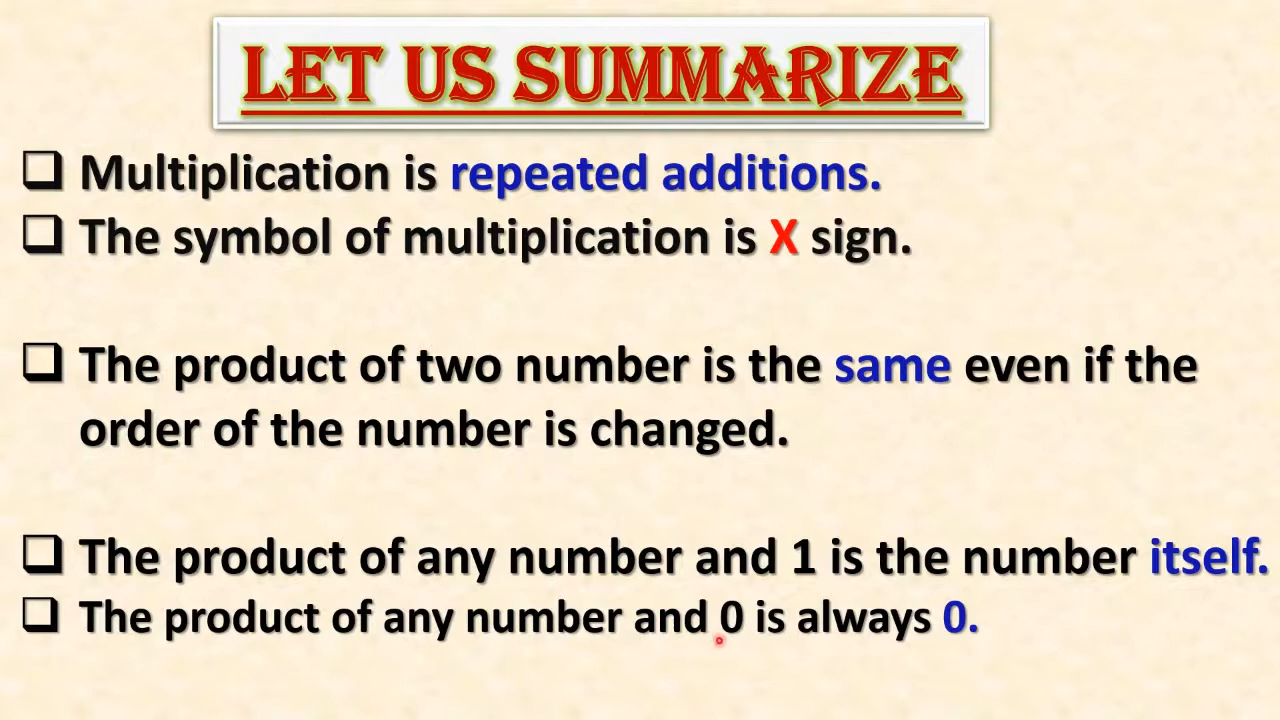 LET US SUMMARIZE
❑ Multiplication is repeated additions.
❑ The symbol of multiplication is X sign.
❑ The product of two number is the same even if the
order of the number is changed.
❑ The product of any number and 1 is the number itself.
❑ The product of any number and 0 is always 0.